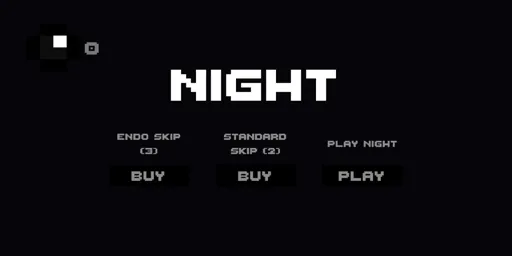 0
NIGHT
ENDO SKIP
(3)
STANDARD
SKIP (2)
PLAY NIGHT
BUY
BUY
PLAY